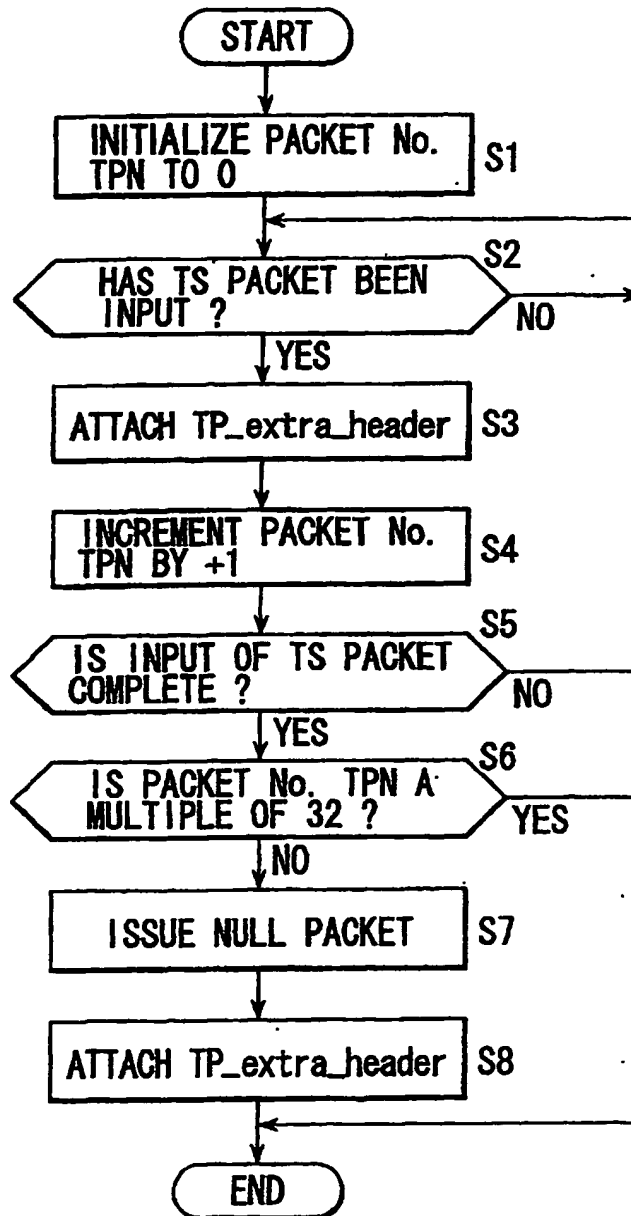 START
INITIALIZE PACKET No.
TPN TO 0
S1
S2
HAS TS PACKET BEEN
INPUT ?
NO
YES
ATTACH TP_extra_header
S3
INCREMENT PACKET No.
TPN BY +1
S4
S5
IS INPUT OF TS PACKET
COMPLETE ?
NO
YES
S6
IS PACKET No. TPN A
MULTIPLE OF 32 ?
YES
NO
ISSUE NULL PACKET
S7
ATTACH TP_extra_header
S8
END